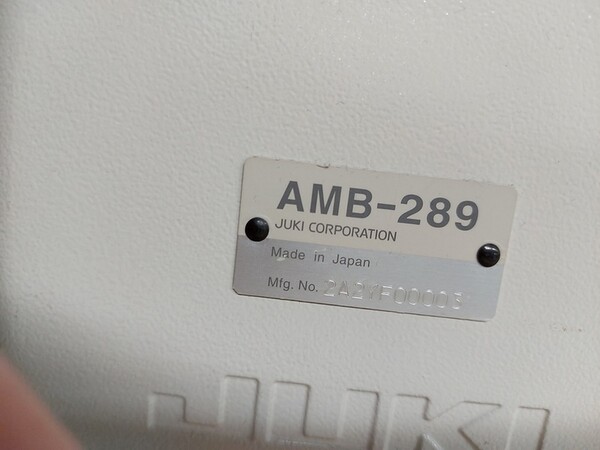 AMB-289
JUKI CORPORATION
Made in Japan
Mfg. No. 2A2YF00003
JUKI